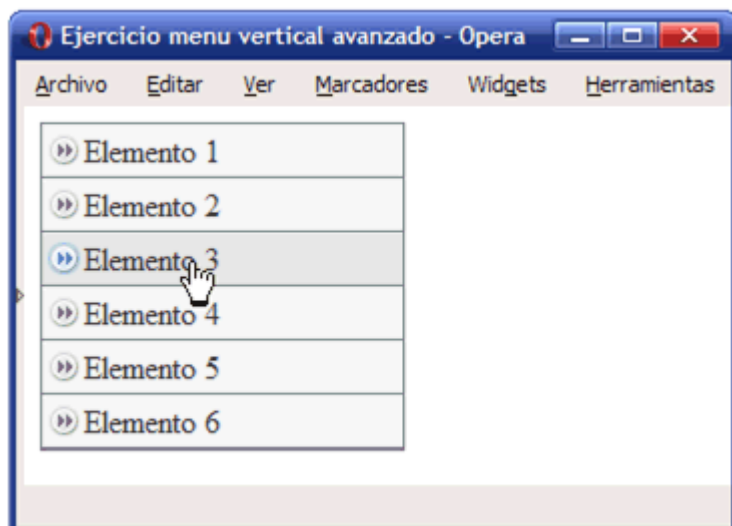 Ejercicio menu vertical avanzado - Opera
Archivo Editar Ver Marcadores Widgets Herramientas
Elemento 1
Elemento 2
Elemento 3
Elemento 4
Elemento 5
Elemento 6